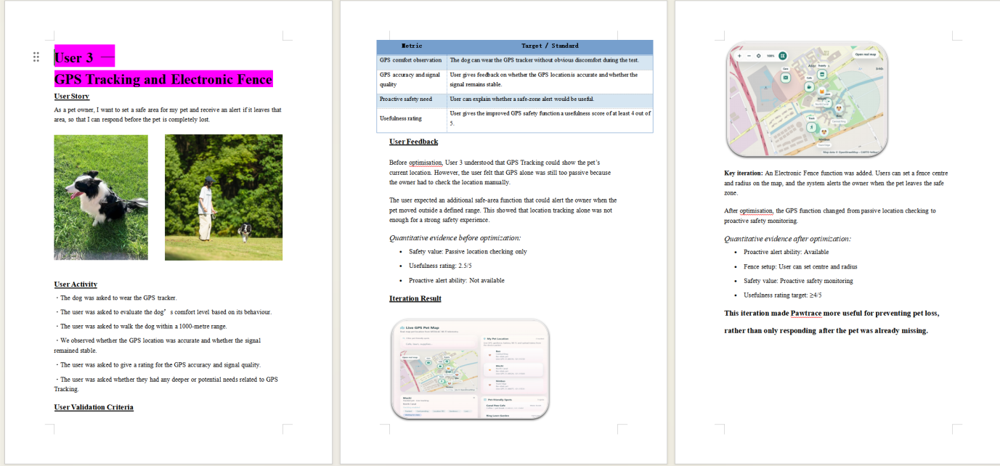 User 3 —
GPS Tracking and Electronic Fence
User Story
As a pet owner, I want to set a safe area for my pet and receive an alert if it leaves that
area, so that I can respond before the pet is completely lost.
User Activity
· The dog was asked to wear the GPS tracker.
· The user was asked to evaluate the dog’s comfort level based on its behaviour.
· The user was asked to walk the dog within a 1000-metre range.
· We observed whether the GPS location was accurate and whether the signal
remained stable.
· The user was asked to give a rating for the GPS accuracy and signal quality.
· The user was asked whether they had any deeper or potential needs related to GPS
Tracking.
User Validation Criteria
Metric Target / Standard
GPS comfort observation The dog can wear the GPS tracker without obvious discomfort during the test.
GPS accuracy and signal quality User gives feedback on whether the GPS location is accurate and whether the
signal remains stable.
Proactive safety need User can explain whether a safe-zone alert would be useful.
Usefulness rating User gives the improved GPS safety function a usefulness score of at least 4 out of
5.
User Feedback
Before optimisation, User 3 understood that GPS Tracking could show the pet’s
current location. However, the user felt that GPS alone was still too passive because
the owner had to check the location manually.
The user expected an additional safe-area function that could alert the owner when the
pet moved outside a defined range. This showed that location tracking alone was not
enough for a strong safety experience.
Quantitative evidence before optimization:
• Safety value: Passive location checking only
• Usefulness rating: 2.5/5
• Proactive alert ability: Not available
Iteration Result
Live GPS Pet Map
My Pet Location
Open real map
Mochi
Pet-Friendly Spots
+ − 100%
Open real map
Map data © OpenStreetMap
Key iteration: An Electronic Fence function was added. Users can set a fence centre
and radius on the map, and the system alerts the owner when the pet leaves the safe
zone.
After optimisation, the GPS function changed from passive location checking to
proactive safety monitoring.
Quantitative evidence after optimization:
• Proactive alert ability: Available
• Fence setup: User can set centre and radius
• Safety value: Proactive safety monitoring
• Usefulness rating target: ≥4/5
This iteration made Pawtrace more useful for preventing pet loss,
rather than only responding after the pet was already missing.